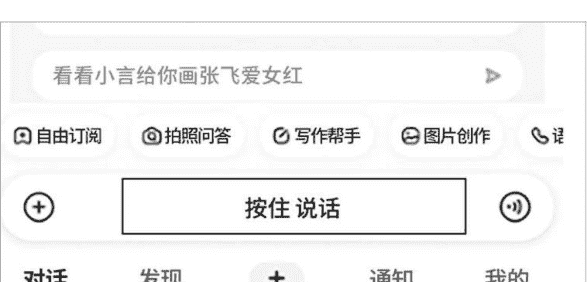 看看小言给你画张飞爱女红
自由订阅 拍照问答 写作帮手 图片创作
按住 说话
对话 发现 通知 我的